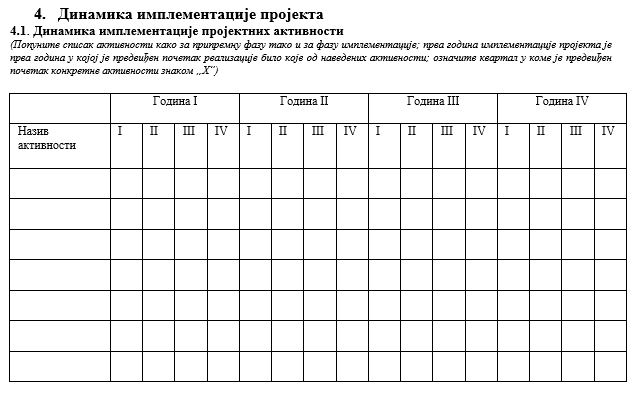 4. Динамика имплементације пројекта
4.1. Динамика имплементације пројектних активности
(Попуните списак активности како за припремну фазу тако и за фазу имплементације; прва година имплементације пројекта је
прва година у којој је предвиђен почетак реализације било које од наведених активности; означите квартал у коме је предвиђен
почетак конкретне активности знаком „X“)
Година I Година II Година III Година IV
Назив I II III IV I II III IV I II III IV I II III IV
активности